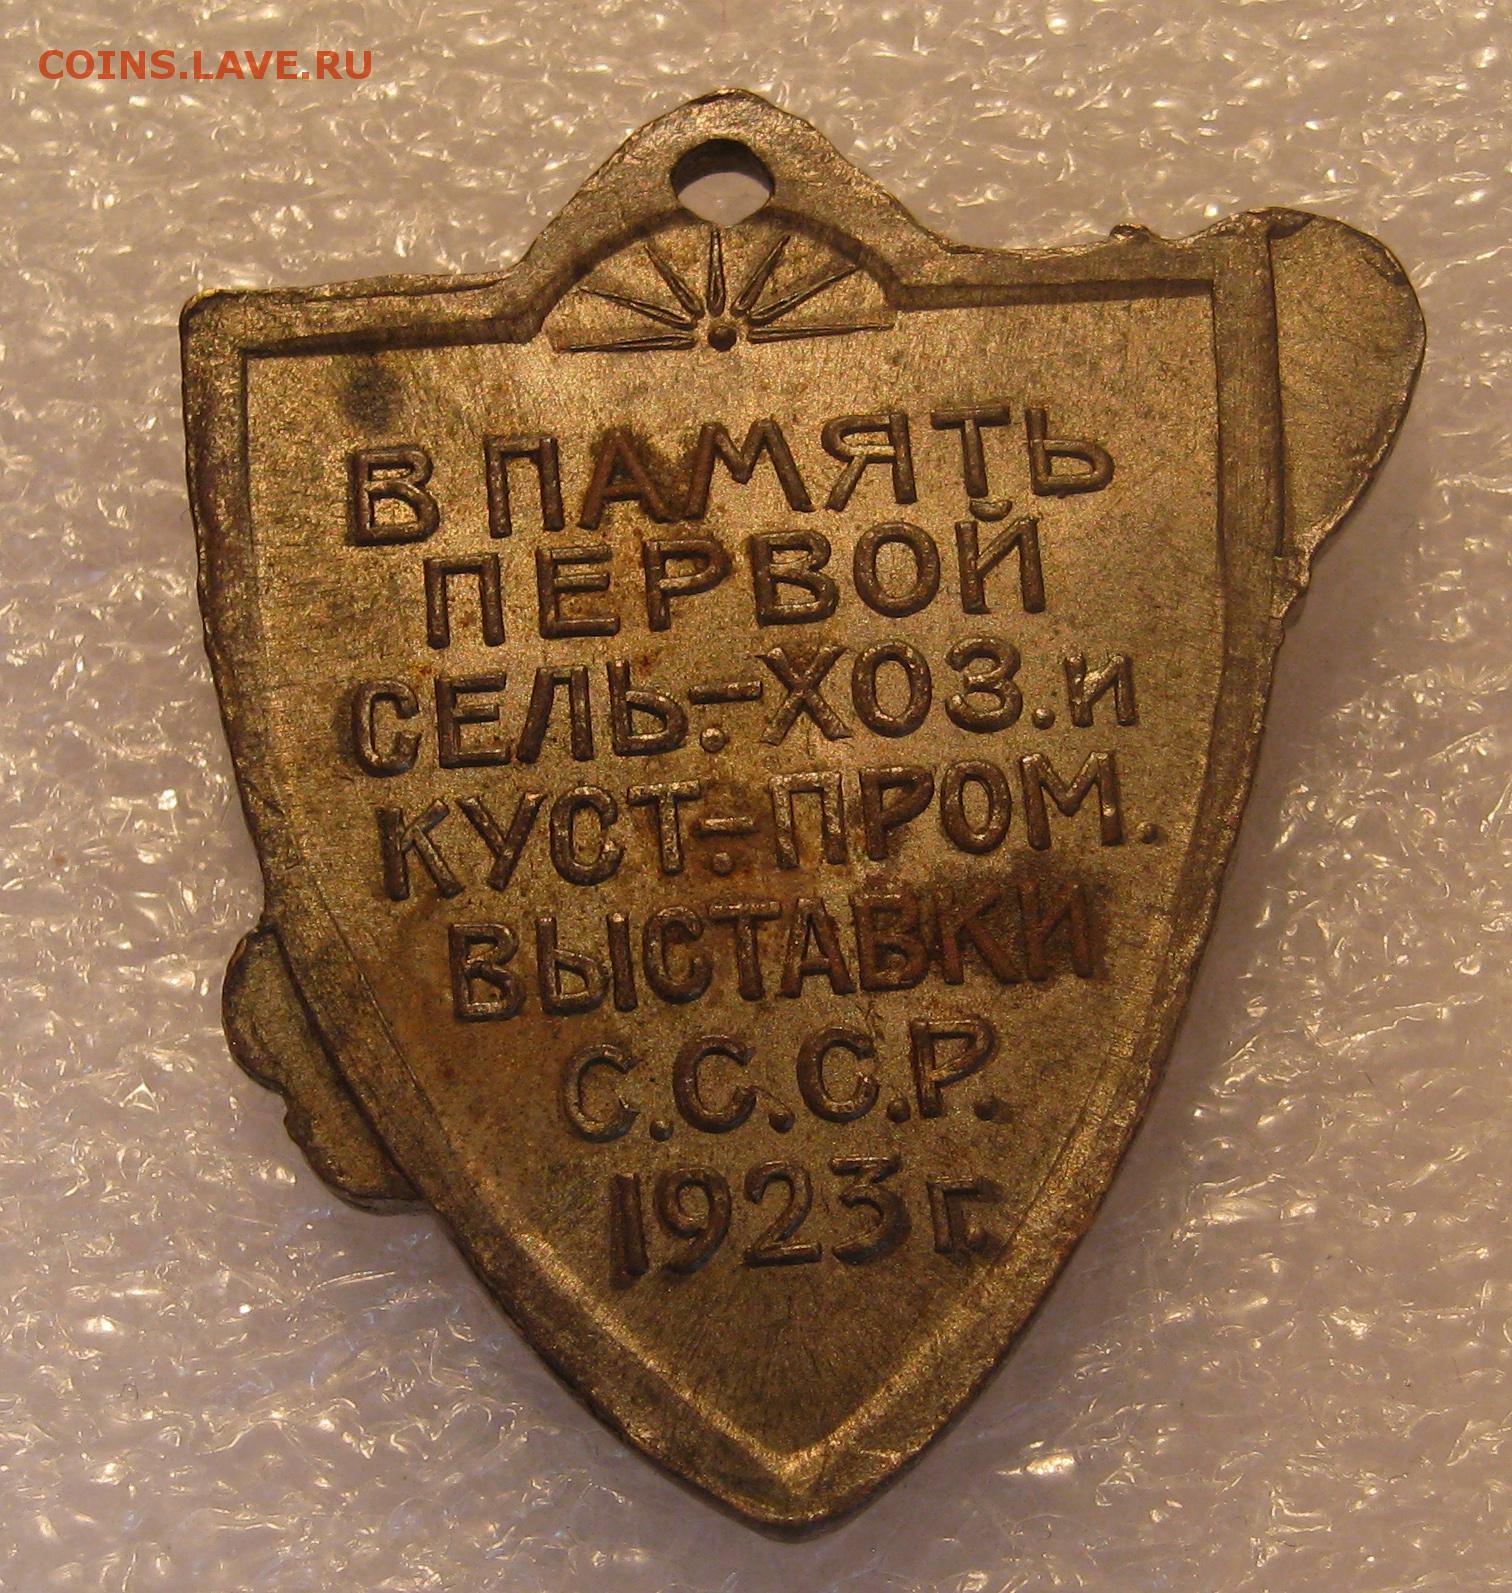 COINS.LAVE.RU
В ПАМЯТЬ
ПЕРВОЙ
СЕЛЬ.-ХОЗ. и
КУСТ.-ПРОМ.
ВЫСТАВКИ
С.С.С.Р.
1923 г.